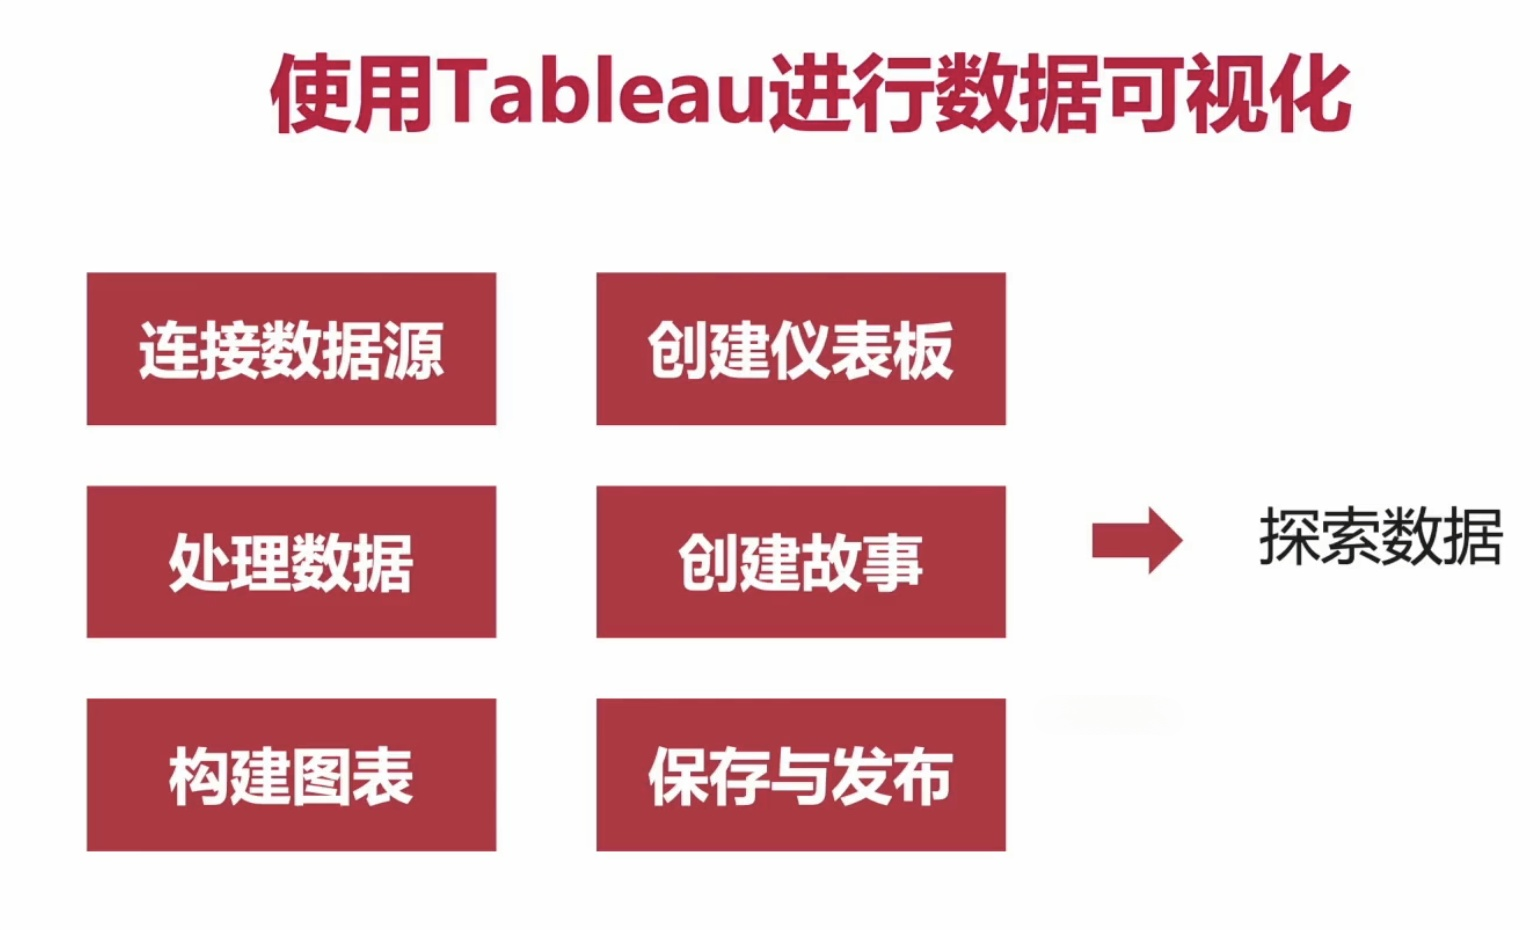 使用Tableau进行数据可视化
连接数据源
处理数据
构建图表
创建仪表板
创建故事
保存与发布
探索数据